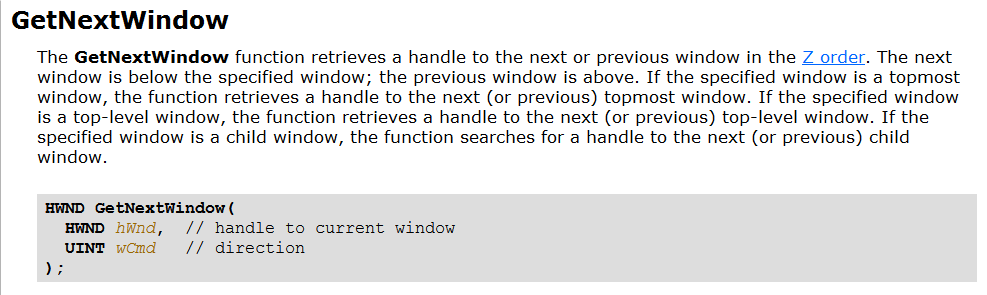 GetNextWindow
The GetNextWindow function retrieves a handle to the next or previous window in the Z order. The next
window is below the specified window; the previous window is above. If the specified window is a topmost
window, the function retrieves a handle to the next (or previous) topmost window. If the specified window
is a top-level window, the function retrieves a handle to the next (or previous) top-level window. If the
specified window is a child window, the function searches for a handle to the next (or previous) child
window.
HWND GetNextWindow(
  HWND hWnd,  // handle to current window
  UINT wCmd   // direction
);